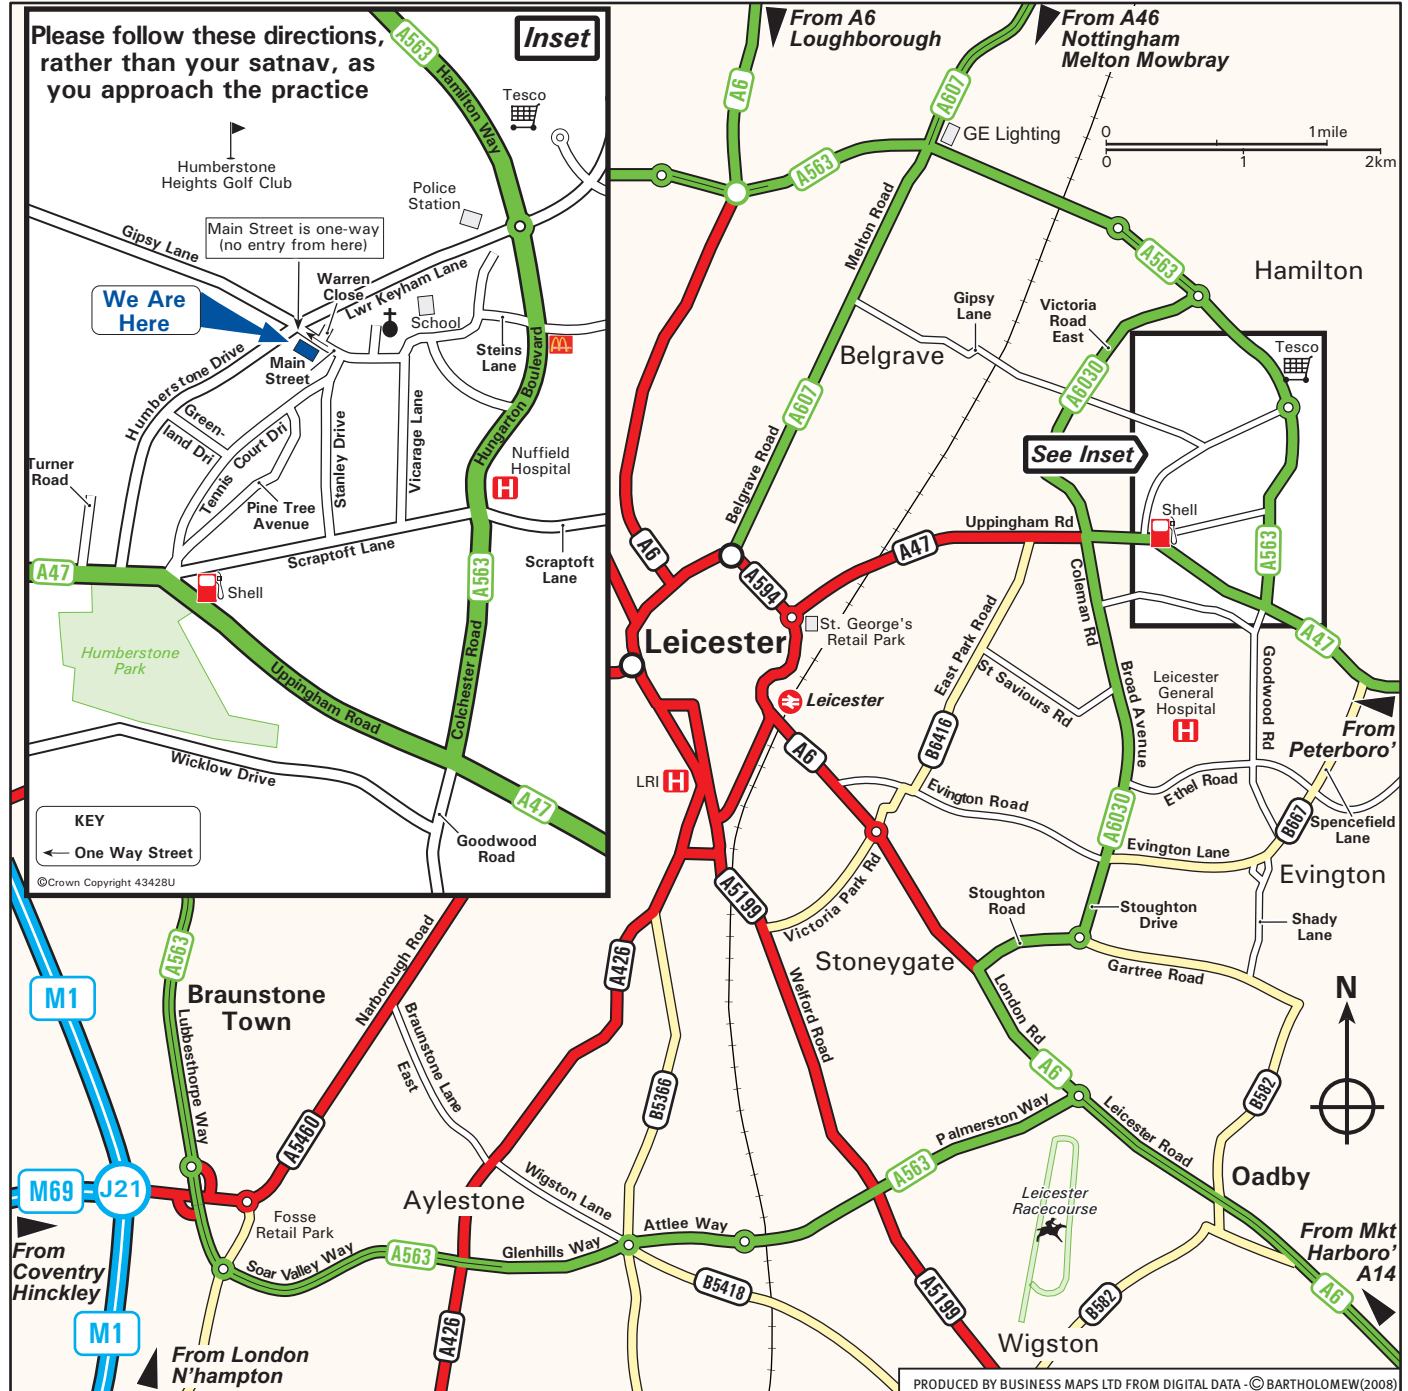 Please follow these directions,
rather than your satnav, as
you approach the practice
Inset
A563
Hamilton Way
Tesco
Humberstone
Heights Golf Club
Police
Station
Gipsy Lane
Main Street is one-way
(no entry from here)
Warren
Close
Lwr Keyham Lane
We Are
Here
School
Main
Street
Steins
Lane
Humberstone Drive
Hungarton Boulevard
Green-
land Dri
Tennis Court Dri
Stanley Drive
Vicarage Lane
Nuffield
Hospital
H
Turner
Road
Pine Tree
Avenue
Scraptoft Lane
Scraptoft
Lane
A47
Shell
A563
Humberstone
Park
Uppingham Road
Colchester Road
Wicklow Drive
A47
Goodwood
Road
KEY
One Way Street
©Crown Copyright 43428U
From A6
Loughborough
From A46
Nottingham
Melton Mowbray
A6
A607
GE Lighting
0 1mile
0 1 2km
A563
Melton Road
A563
Hamilton
Gipsy
Lane
Victoria
Road
East
Belgrave
Tesco
A6030
A607
See Inset
Belgrave Road
Shell
Uppingham Rd
A47
A6
A563
A594
Coleman Rd
Leicester
St. George's
Retail Park
East Park Road
A47
St Saviours Rd
Broad Avenue
Leicester
General
Hospital
H
Goodwood Rd
Leicester
From
Peterboro'
B6416
A6
LRI
H
Evington Road
Ethel Road
A6030
B667
Spencefield
Lane
Evington Lane
Evington
A5199
Victoria Park Rd
Stoughton
Road
Stoughton
Drive
Shady
Lane
A563
Narborough Road
A426
Stoneygate
Gartree Road
M1
Braunstone
Town
Welford Road
London Rd
N
Lubbesthorpe Way
Braunstone Lane
East
B5366
A6
B582
Palmerston Way
Leicester Road
A5460
M69
J21
Wigston Lane
A563
Oadby
Aylestone
Leicester
Racecourse
Fosse
Retail Park
Attlee Way
From
Coventry
Hinckley
Soar Valley Way
A563
Glenhills Way
From Mkt
Harboro'
A14
B5418
A5199
B582
A6
M1
A426
Wigston
From London
N'hampton
PRODUCED BY BUSINESS MAPS LTD FROM DIGITAL DATA - © BARTHOLOMEW(2008)